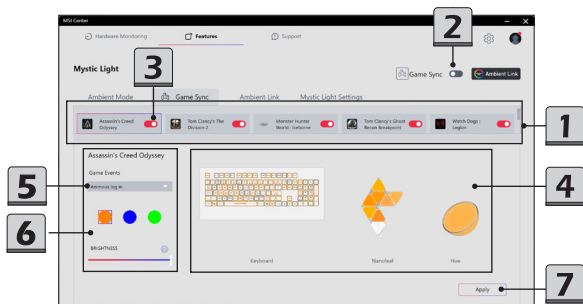 MSI Center
Hardware Monitoring
Features
Support
2
Mystic Light
Game Sync
Ambient Link
3
Ambient Mode
Game Sync
Ambient Link
Mystic Light Settings
Assassin's Creed
Odyssey
Tom Clancy's The
Division 2
Monster Hunter
World : Iceborne
Tom Clancy's Ghost
Recon Breakpoint
Watch Dogs :
Legion
1
Assassin's Creed Odyssey
Game Events
5
Animous log in
4
6
BRIGHTNESS
Keyboard
Nanoleaf
Hue
Apply
7